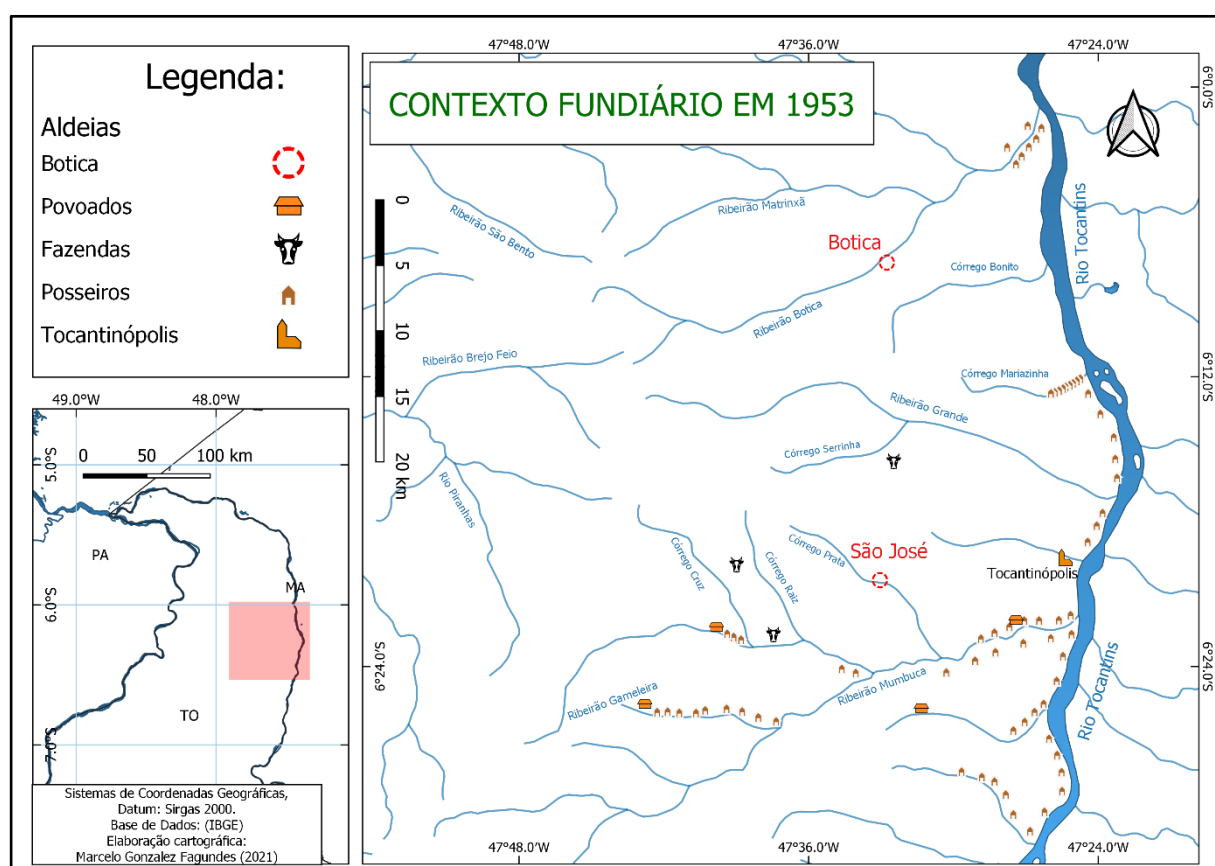 Legenda:
Aldeias
Botica
Povoados
Fazendas
Posseiros
Tocantinópolis
CONTEXTO FUNDIÁRIO EM 1953
47°48.0'W
47°36.0'W
47°24.0'W
6°0.0'S
6°12.0'S
6°24.0'S
6°24.0'S
47°48.0'W
47°36.0'W
47°24.0'W
0
5
10
15
20 km
Ribeirão São Bento
Ribeirão Matrinxã
Botica
Córrego Bonito
Rio Tocantins
Ribeirão Botica
Ribeirão Brejo Feio
Córrego Mariazinha
Ribeirão Grande
Córrego Serrinha
Rio Piranhas
Córrego Cruz
Córrego Raiz
Córrego Prata
São José
Tocantinópolis
Ribeirão Mumbuca
Ribeirão Gameleira
Rio Tocantins
49.0°W
48.0°W
0 50 100 km
5.0°S
6.0°S
7.0°S
PA
MA
TO
Sistemas de Coordenadas Geográficas,
Datum: Sirgas 2000.
Base de Dados: (IBGE)
Elaboração cartográfica:
Marcelo Gonzalez Fagundes (2021)